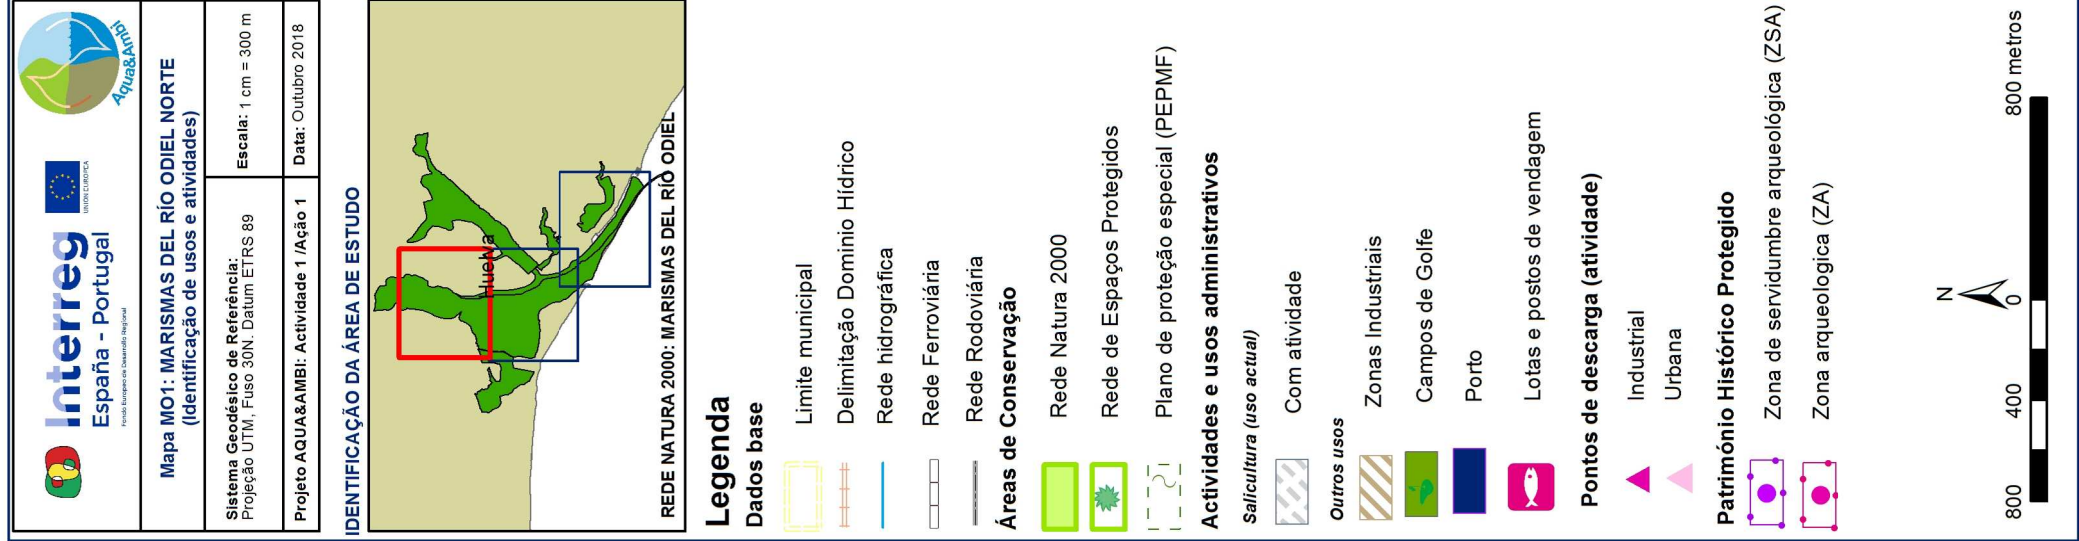 Interreg
España - Portugal
Fondo Europeo de Desarrollo Regional
UNIÓN EUROPEA
Aqua&Ambi
Mapa MO1: MARISMAS DEL RÍO ODIEL NORTE
(Identificação de usos e atividades)
Sistema Geodésico de Referência:
Projeção UTM, Fuso 30N. Datum ETRS 89
Escala: 1 cm = 300 m
Projeto AQUA&AMBI: Actividade 1 /Ação 1
Data: Outubro 2018
IDENTIFICAÇÃO DA ÁREA DE ESTUDO
Huelva
REDE NATURA 2000: MARISMAS DEL RÍO ODIEL
Legenda
Dados base
Limite municipal
Delimitação Dominio Hídrico
Rede hidrográfica
Rede Ferroviária
Rede Rodoviária
Áreas de Conservação
Rede Natura 2000
Rede de Espaços Protegidos
Plano de proteção especial (PEPMF)
Actividades e usos administrativos
Salicultura (uso actual)
Com atividade
Outros usos
Zonas Industriais
Campos de Golfe
Porto
Lotas e postos de vendagem
Pontos de descarga (atividade)
Industrial
Urbana
Património Histórico Protegido
Zona de servidumbre arqueológica (ZSA)
Zona arqueologica (ZA)
N
800 400 0 800 metros